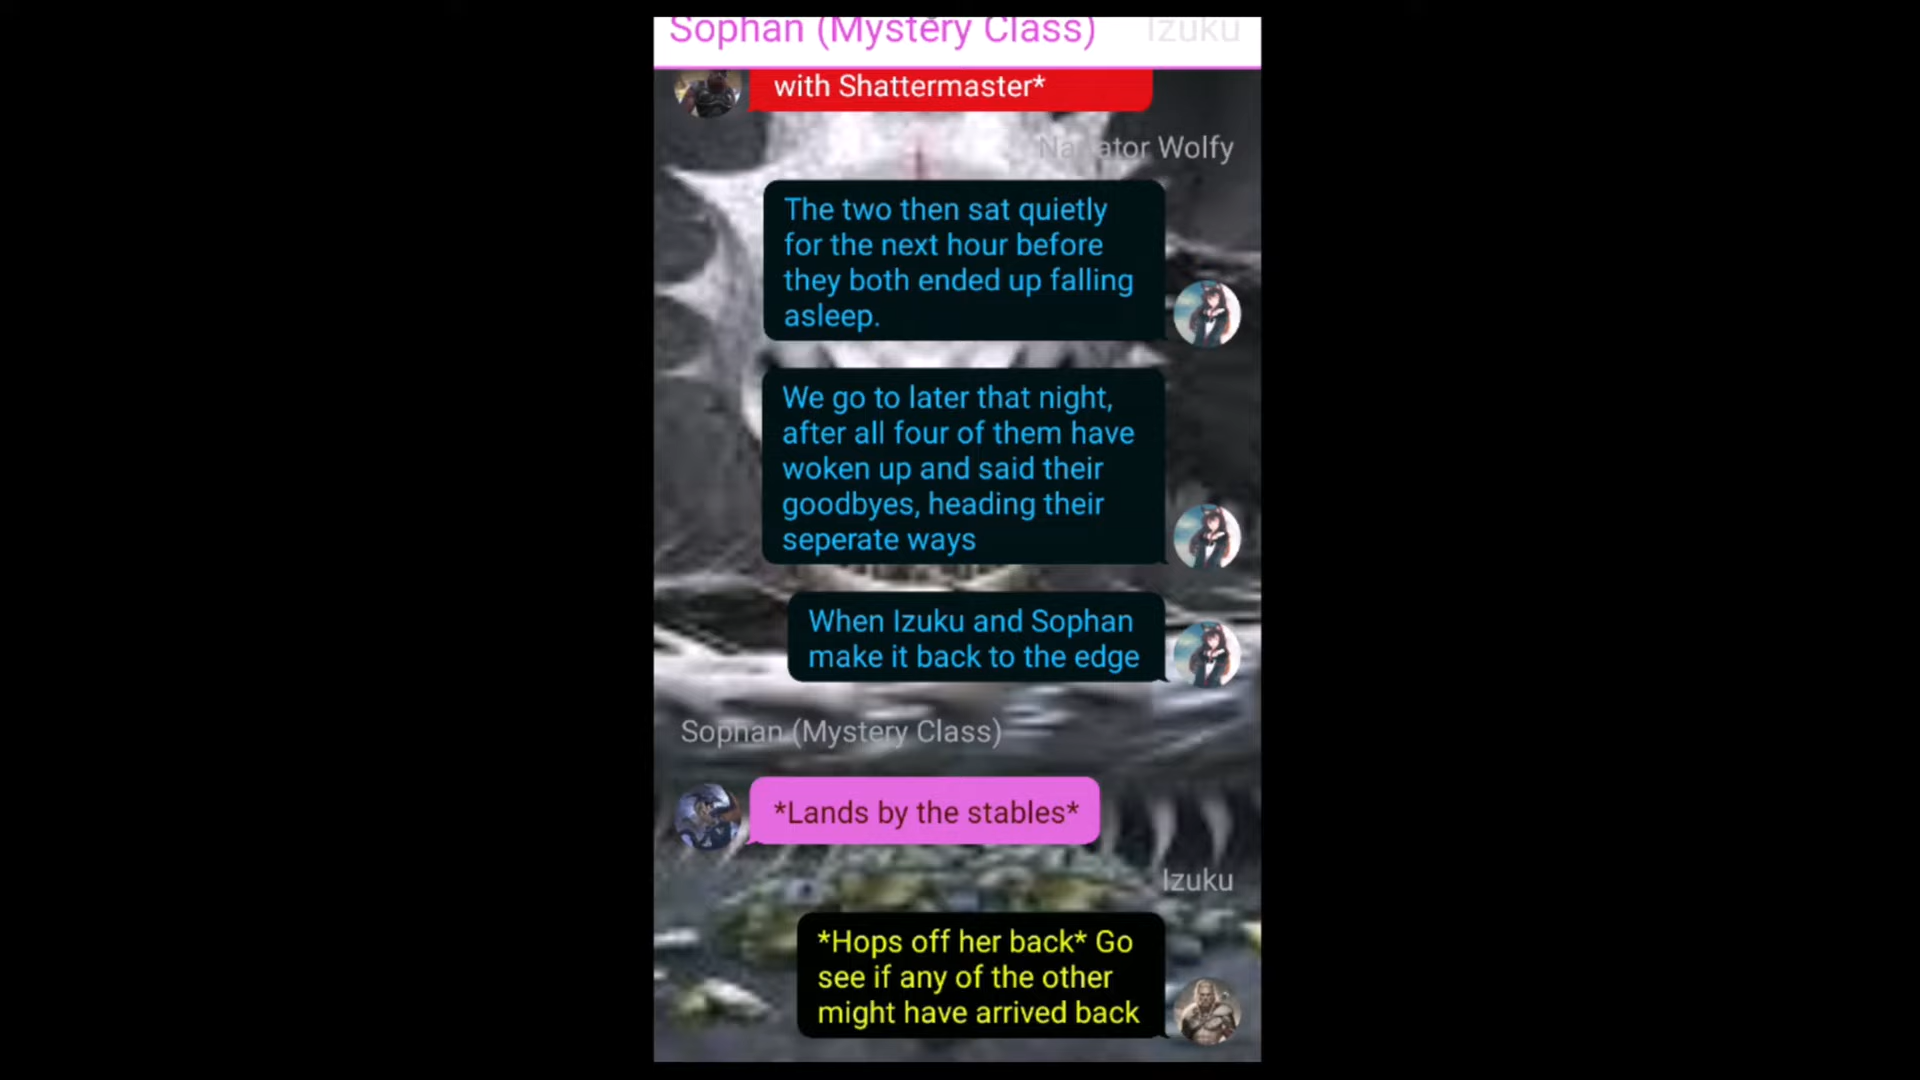 Sophan (Mystery Class) Izuku
with Shattermaster*
Narrator Wolfy
The two then sat quietly
for the next hour before
they both ended up falling
asleep.
We go to later that night,
after all four of them have
woken up and said their
goodbyes, heading their
seperate ways
When Izuku and Sophan
make it back to the edge
Sophan (Mystery Class)
*Lands by the stables*
Izuku
*Hops off her back* Go
see if any of the other
might have arrived back